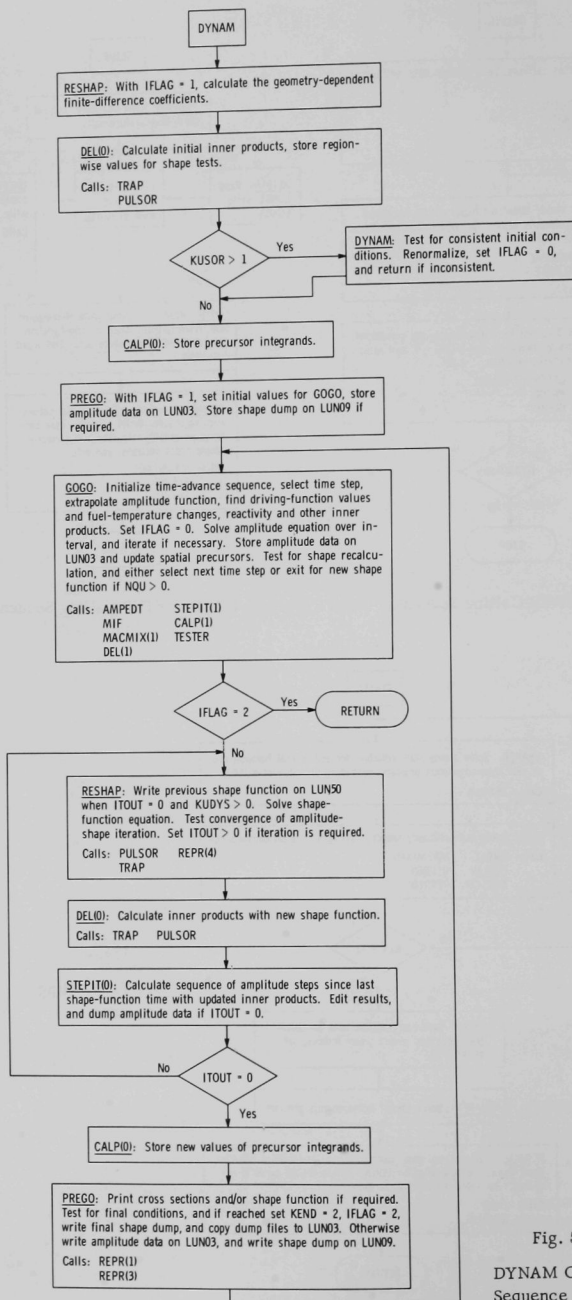 DYNAM
RESHAP: With IFLAG = 1, calculate the geometry-dependent
finite-difference coefficients.
DEL(0): Calculate initial inner products, store region-
wise values for shape tests.
Calls: TRAP
PULSOR
KUSOR > 1
Yes
No
DYNAM: Test for consistent initial con-
ditions. Renormalize, set IFLAG = 0,
and return if inconsistent.
CALP(0): Store precursor integrands.
PREGO: With IFLAG = 1, set initial values for GOGO, store
amplitude data on LUN03. Store shape dump on LUN09 if
required.
GOGO: Initialize time-advance sequence, select time step,
extrapolate amplitude function, find driving-function values
and fuel-temperature changes, reactivity and other inner
products. Set IFLAG = 0. Solve amplitude equation over in-
terval, and iterate if necessary. Store amplitude data on
LUN03 and update spatial precursors. Test for shape recalcu-
lation, and either select next time step or exit for new shape
function if NQU > 0.
Calls: AMPEDT STEPIT(1)
MIF CALP(1)
MACMIX(1) TESTER
DEL(1)
IFLAG = 2
Yes
RETURN
No
RESHAP: Write previous shape function on LUN50
when ITOUT = 0 and KUDYS > 0. Solve shape-
function equation. Test convergence of amplitude-
shape iteration. Set ITOUT > 0 if iteration is required.
Calls: PULSOR REPR(4)
TRAP
DEL(0): Calculate inner products with new shape function.
Calls: TRAP PULSOR
STEPIT(0): Calculate sequence of amplitude steps since last
shape-function time with updated inner products. Edit results,
and dump amplitude data if ITOUT = 0.
No
ITOUT = 0
Yes
CALP(0): Store new values of precursor integrands.
PREGO: Print cross sections and/or shape function if required.
Test for final conditions, and if reached set KEND = 2, IFLAG = 2,
write final shape dump, and copy dump files to LUN03. Otherwise
write amplitude data on LUN03, and write shape dump on LUN09.
Calls: REPR(1)
REPR(3)
Fig.
DYNAM
Sequence